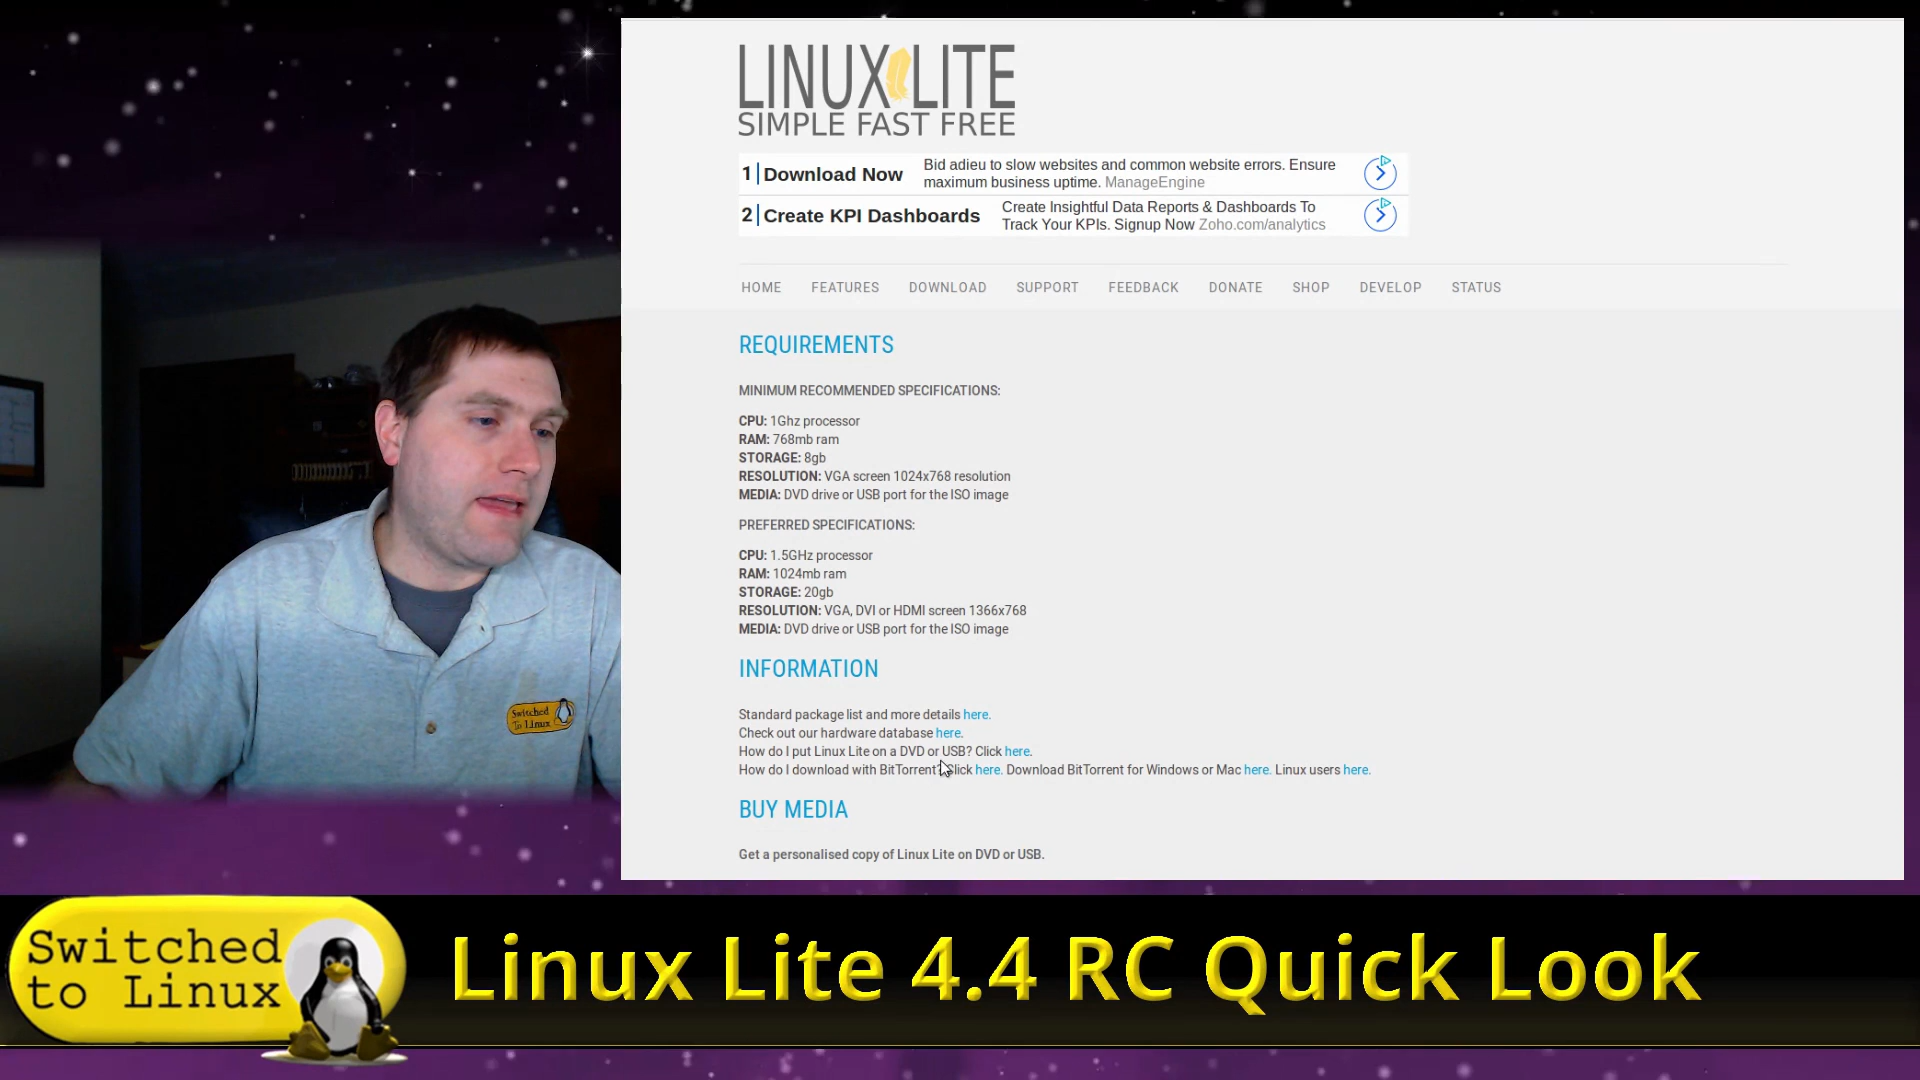 LINUX LITE
SIMPLE FAST FREE
1 Download Now Bid adieu to slow websites and common website errors. Ensure
maximum business uptime. ManageEngine
2 Create KPI Dashboards Create Insightful Data Reports & Dashboards To
Track Your KPIs. Signup Now Zoho.com/analytics
HOME FEATURES DOWNLOAD SUPPORT FEEDBACK DONATE SHOP DEVELOP STATUS
REQUIREMENTS
MINIMUM RECOMMENDED SPECIFICATIONS:
CPU: 1Ghz processor
RAM: 768mb ram
STORAGE: 8gb
RESOLUTION: VGA screen 1024x768 resolution
MEDIA: DVD drive or USB port for the ISO image
PREFERRED SPECIFICATIONS:
CPU: 1.5GHz processor
RAM: 1024mb ram
STORAGE: 20gb
RESOLUTION: VGA, DVI or HDMI screen 1366x768
MEDIA: DVD drive or USB port for the ISO image
INFORMATION
Standard package list and more details here.
Check out our hardware database here.
How do I put Linux Lite on a DVD or USB? Click here.
How do I download with BitTorrent? Click here. Download BitTorrent for Windows or Mac here. Linux users here.
BUY MEDIA
Get a personalised copy of Linux Lite on DVD or USB.
Switched
To Linux
Switched
to Linux
Linux Lite 4.4 RC Quick Look